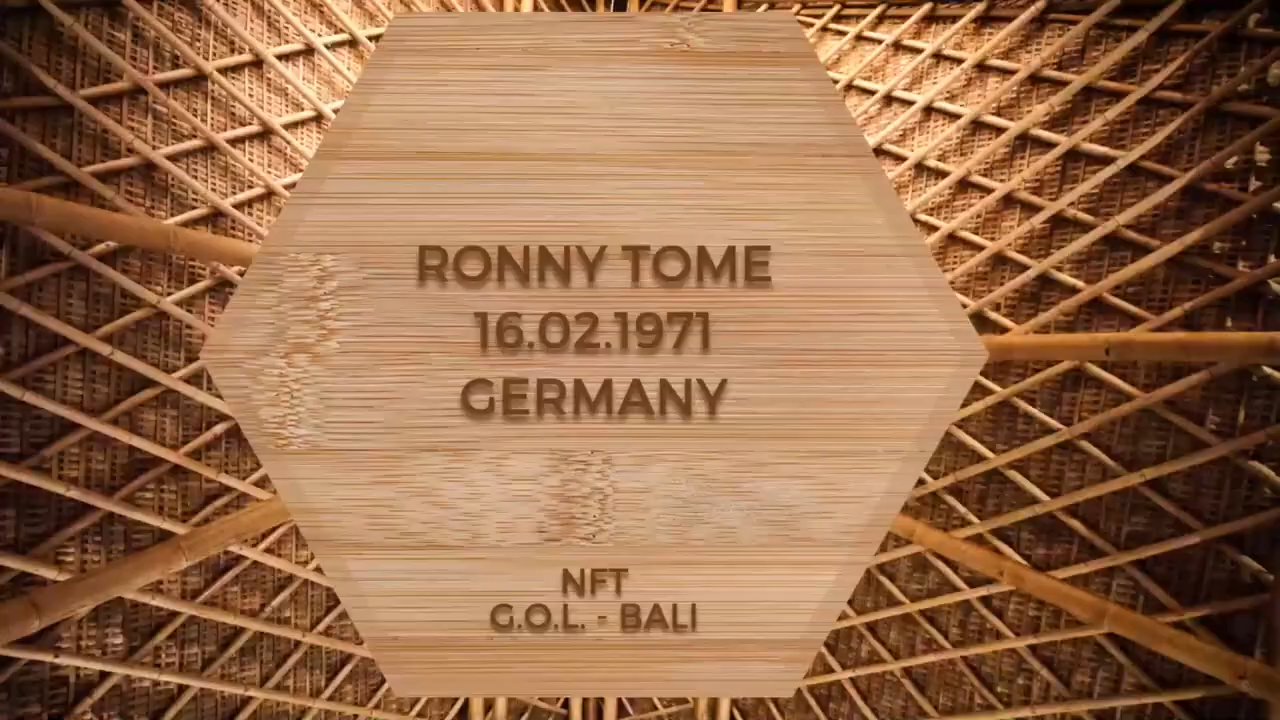 RONNY TOME
16.02.1971
GERMANY
NFT
G.O.L. - BALI